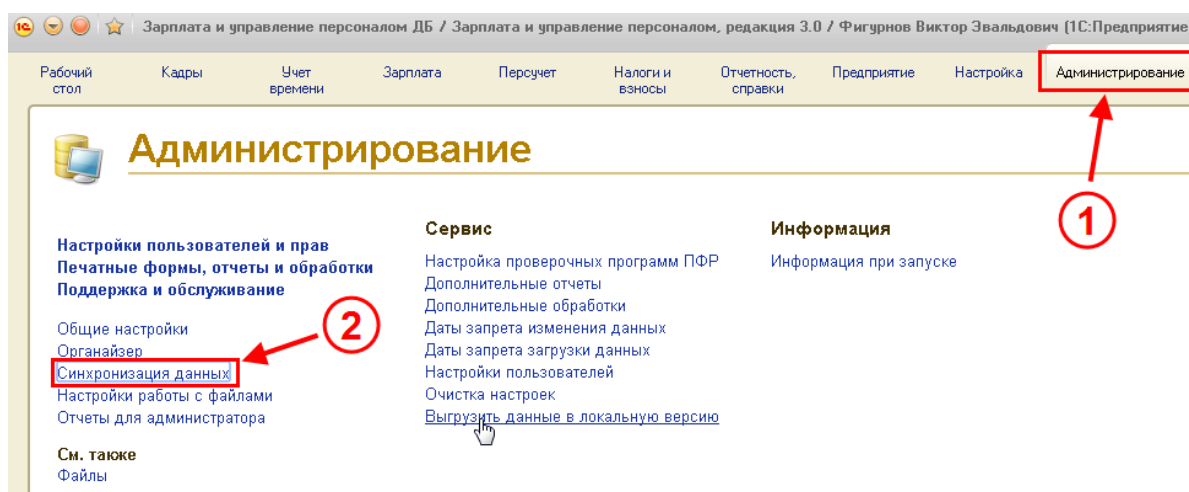 1С Зарплата и управление персоналом ДБ / Зарплата и управление персоналом, редакция 3.0 / Фигурнов Виктор Эвальдович (1С:Предприятие
Рабочий стол
Кадры
Учет времени
Зарплата
Персучет
Налоги и взносы
Отчетность, справки
Предприятие
Настройка
Администрирование
Администрирование
1
Настройки пользователей и прав
Печатные формы, отчеты и обработки
Поддержка и обслуживание
Общие настройки
Органайзер
Синхронизация данных
2
Настройки работы с файлами
Отчеты для администратора
См. также
Файлы
Сервис
Настройка проверочных программ ПФР
Дополнительные отчеты
Дополнительные обработки
Даты запрета изменения данных
Даты запрета загрузки данных
Настройки пользователей
Очистка настроек
Выгрузить данные в локальную версию
Информация
Информация при запуске